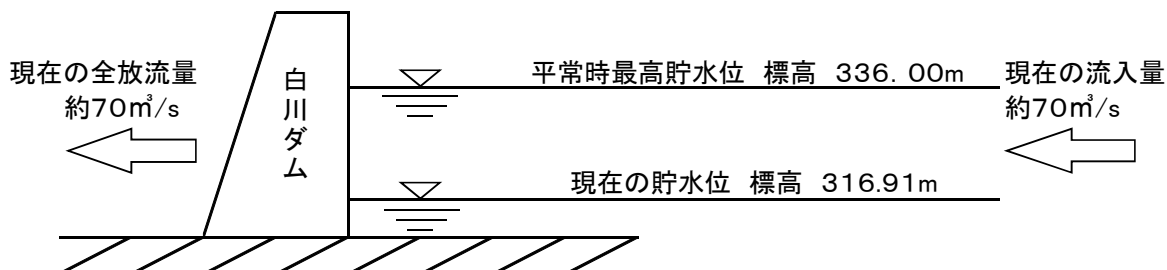 現在の全放流量
約70㎥/s
白川ダム
平常時最高貯水位 標高 336.00m
現在の貯水位 標高 316.91m
現在の流入量
約70㎥/s